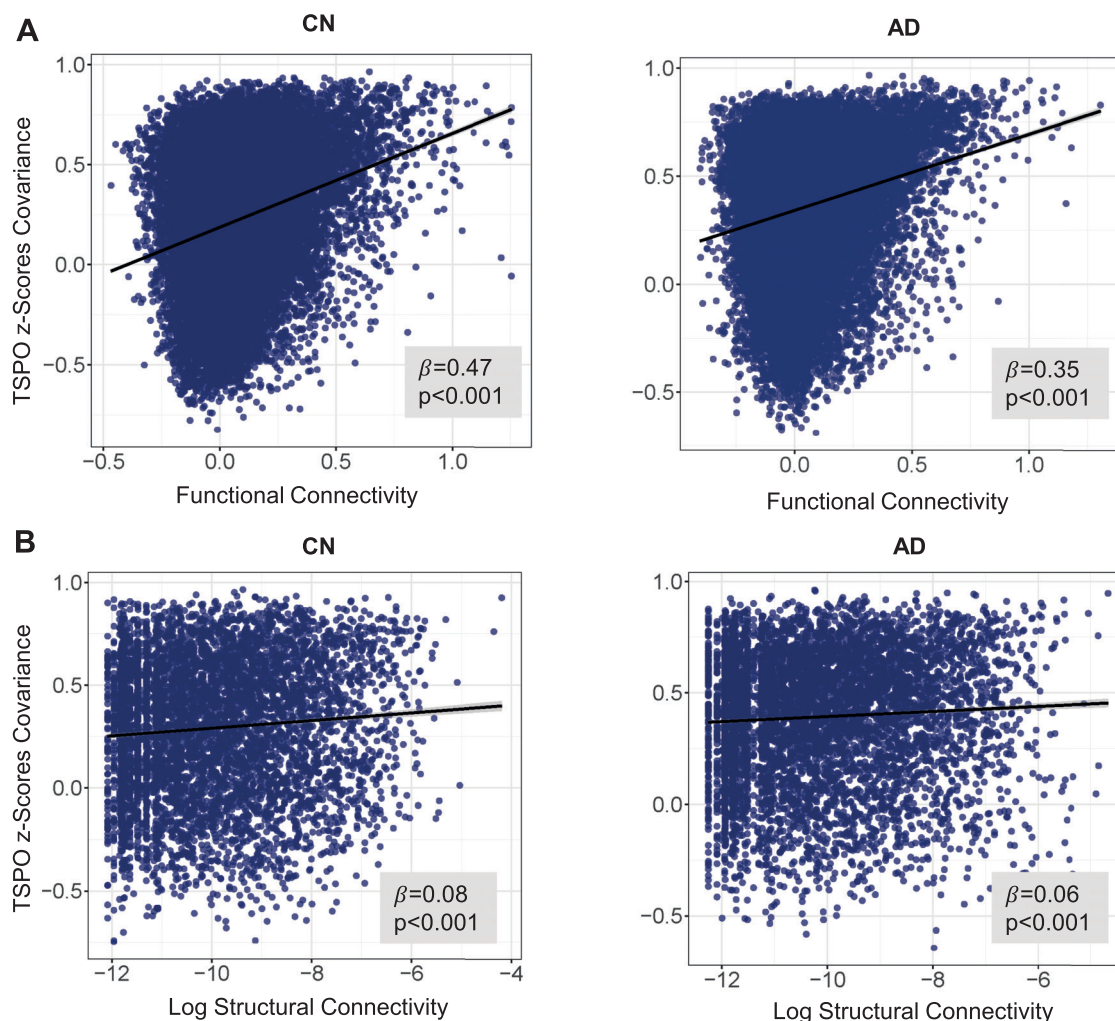 A
CN
AD
TSPO z-Scores Covariance
1.0
0.5
0.0
−0.5
β=0.47
p<0.001
−0.5 0.0 0.5 1.0
Functional Connectivity
1.0
0.5
0.0
−0.5
β=0.35
p<0.001
0.0 0.5 1.0
Functional Connectivity
B
CN
AD
TSPO z-Scores Covariance
1.0
0.5
0.0
−0.5
β=0.08
p<0.001
−12 −10 −8 −6 −4
Log Structural Connectivity
1.0
0.5
0.0
−0.5
β=0.06
p<0.001
−12 −10 −8 −6
Log Structural Connectivity